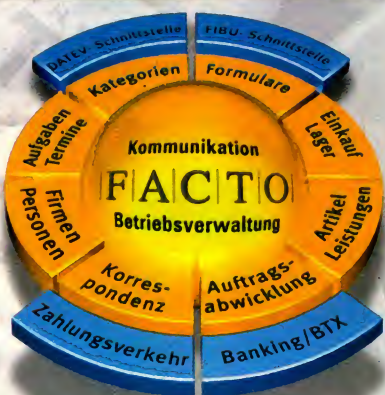 DATEV-Schnittstelle
FIBU-Schnittstelle
Kategorien
Formulare
Aufgaben
Termine
Einkauf
Lager
Kommunikation
F|A|C|T|O
Betriebsverwaltung
Firmen
Personen
Artikel
Leistungen
Korres-
pondenz
Auftrags-
abwicklung
Zahlungsverkehr
Banking/BTX